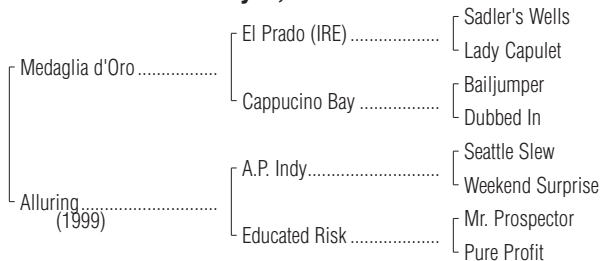 Sadler's Wells
El Prado (IRE) ..................
Lady Capulet
Medaglia d'Oro ................
Bailjumper
Cappucino Bay ................
Dubbed In
Seattle Slew
A.P. Indy..........................
Weekend Surprise
Alluring............................
(1999)
Mr. Prospector
Educated Risk ..................
Pure Profit